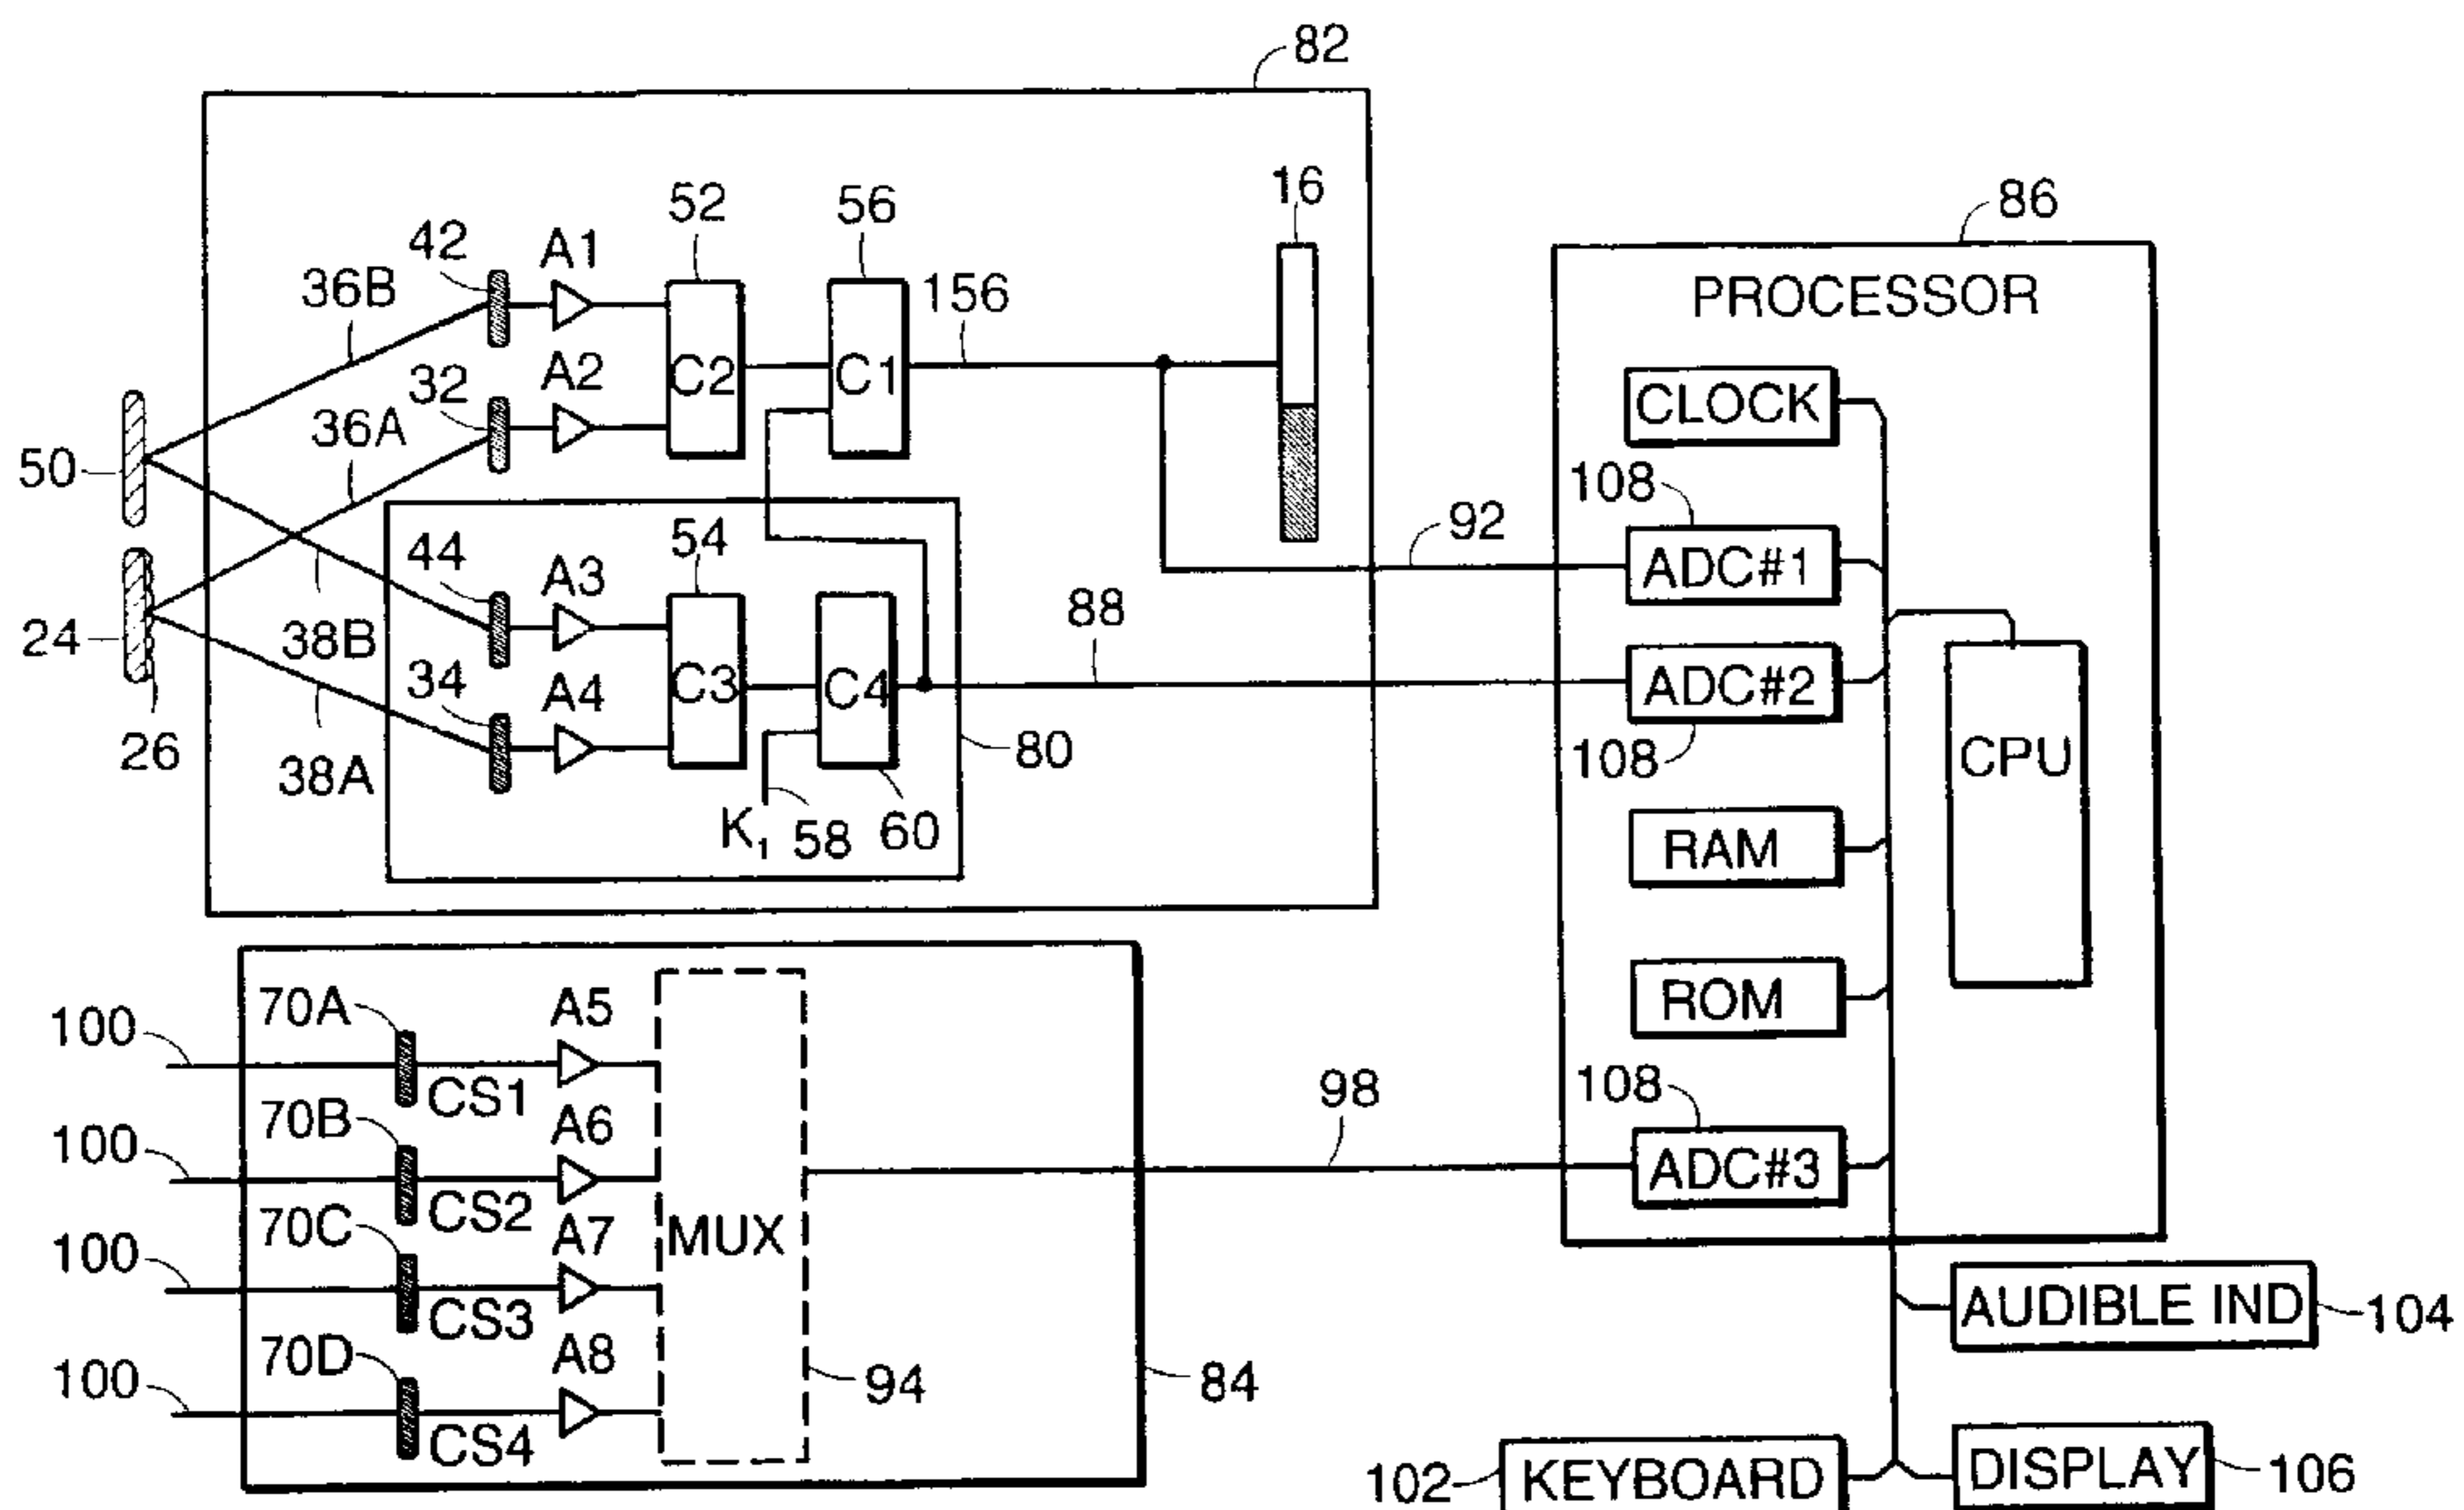 82
16
86
52
56
42
A1
36B
156
PROCESSOR
C2
C1
32
A2
CLOCK
36A
50
108
92
ADC#1
54
44
A3
24
38B
88
C3
C4
34
A4
ADC#2
108
CPU
26
38A
80
K1
58
60
RAM
ROM
70A
A5
100
CS1
108
98
70B
A6
100
CS2
ADC#3
70C
A7
MUX
100
CS3
AUDIBLE IND
104
70D
A8
94
84
100
CS4
102
KEYBOARD
DISPLAY
106